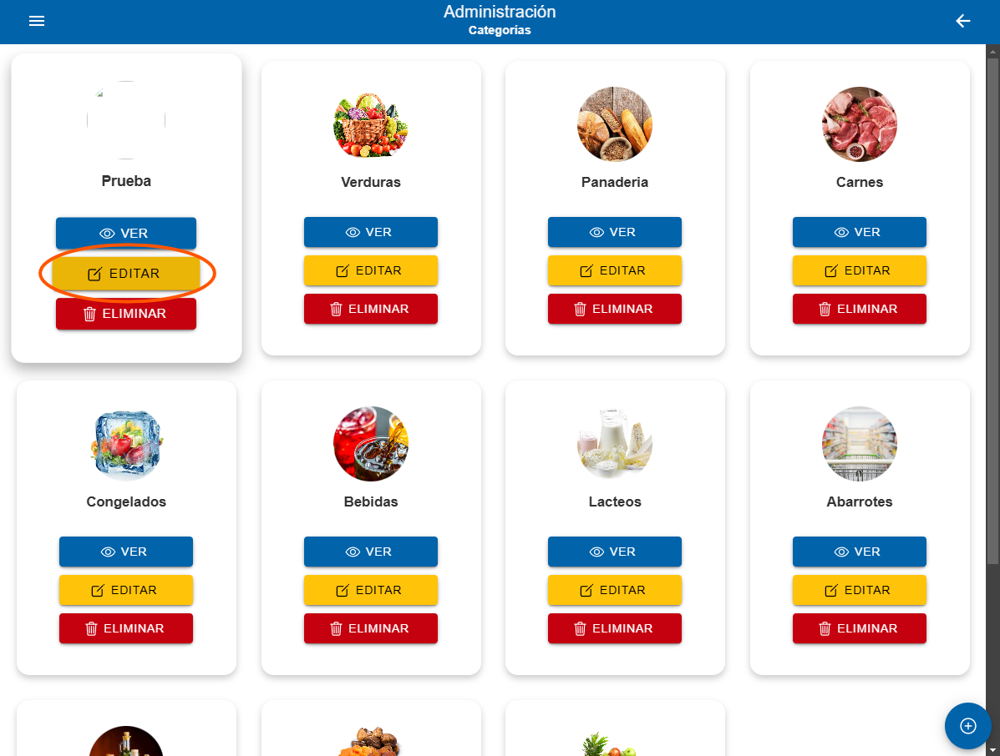 Administración
Categorías
Prueba
VER
EDITAR
ELIMINAR
Verduras
VER
EDITAR
ELIMINAR
Panaderia
VER
EDITAR
ELIMINAR
Carnes
VER
EDITAR
ELIMINAR
Congelados
VER
EDITAR
ELIMINAR
Bebidas
VER
EDITAR
ELIMINAR
Lacteos
VER
EDITAR
ELIMINAR
Abarrotes
VER
EDITAR
ELIMINAR